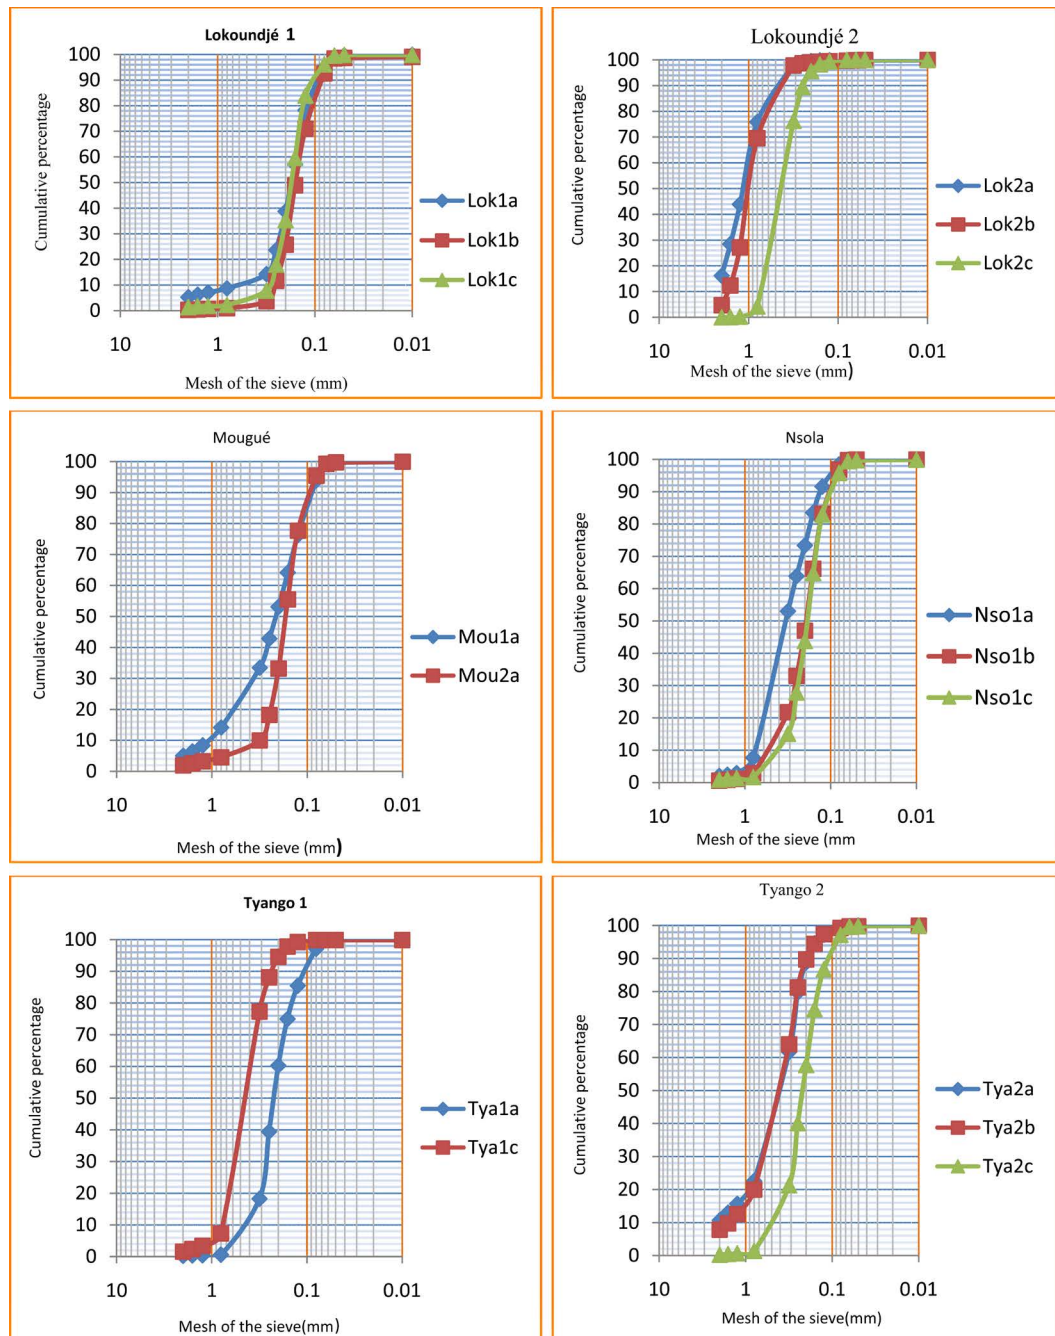 Lokoundjé 1
Cumulative percentage
100
90
80
70
60
50
40
30
20
10
0
10 1 0.1 0.01
Mesh of the sieve (mm)
Lok1a
Lok1b
Lok1c
Lokoundjé 2
Cumulative percentage
100
90
80
70
60
50
40
30
20
10
0
10 1 0.1 0.01
Mesh of the sieve (mm)
Lok2a
Lok2b
Lok2c
Mougué
Cumulative percentage
100
90
80
70
60
50
40
30
20
10
0
10 1 0.1 0.01
Mesh of the sieve (mm)
Mou1a
Mou2a
Nsola
Cumulative percentage
100
90
80
70
60
50
40
30
20
10
0
10 1 0.1 0.01
Mesh of the sieve (mm
Nso1a
Nso1b
Nso1c
Tyango 1
Cumulative percentage
100
90
80
70
60
50
40
30
20
10
0
10 1 0.1 0.01
Mesh of the sieve(mm)
Tya1a
Tya1c
Tyango 2
Cumulative percentage
100
90
80
70
60
50
40
30
20
10
0
10 1 0.1 0.01
Mesh of the sieve(mm)
Tya2a
Tya2b
Tya2c